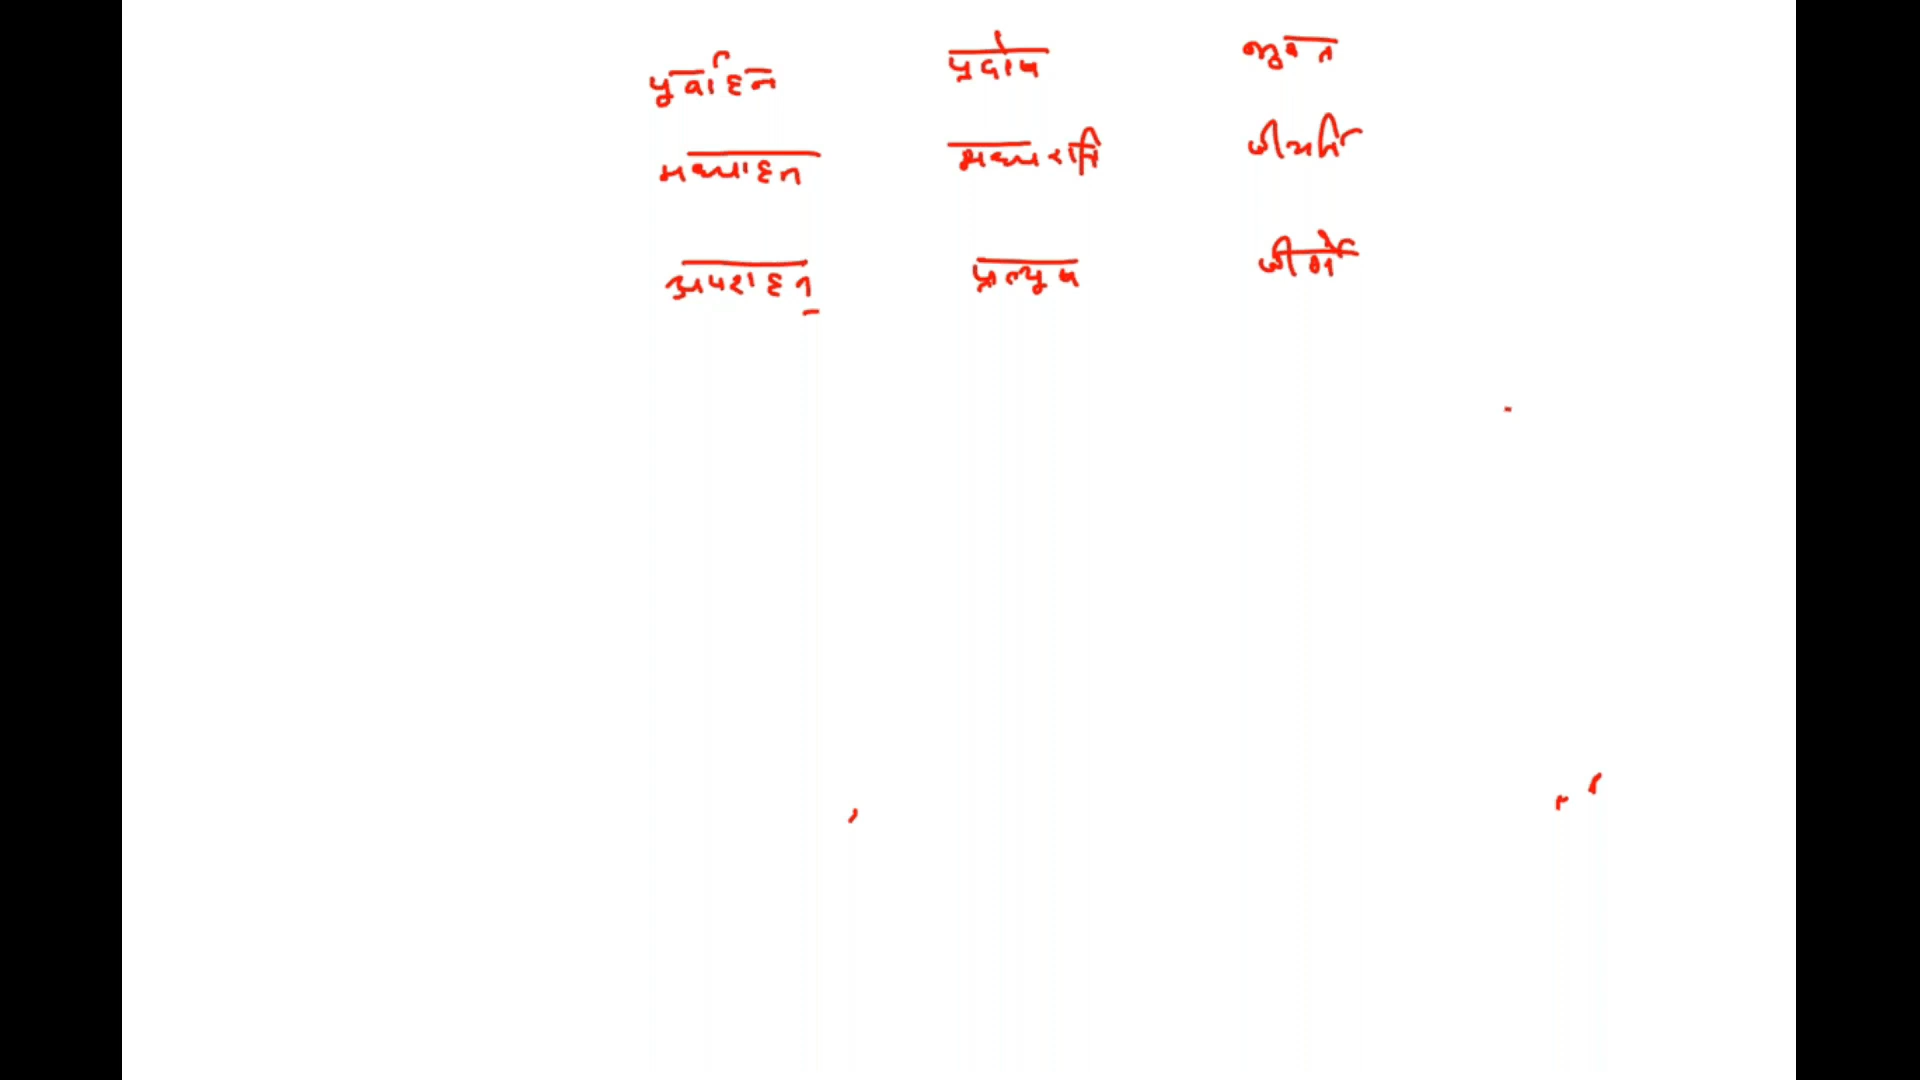 पुर्वाहन प्रदोष भुक्त
मध्याहन मध्यरात्रि जीर्माण
अपराहन प्रत्युष जीर्णे